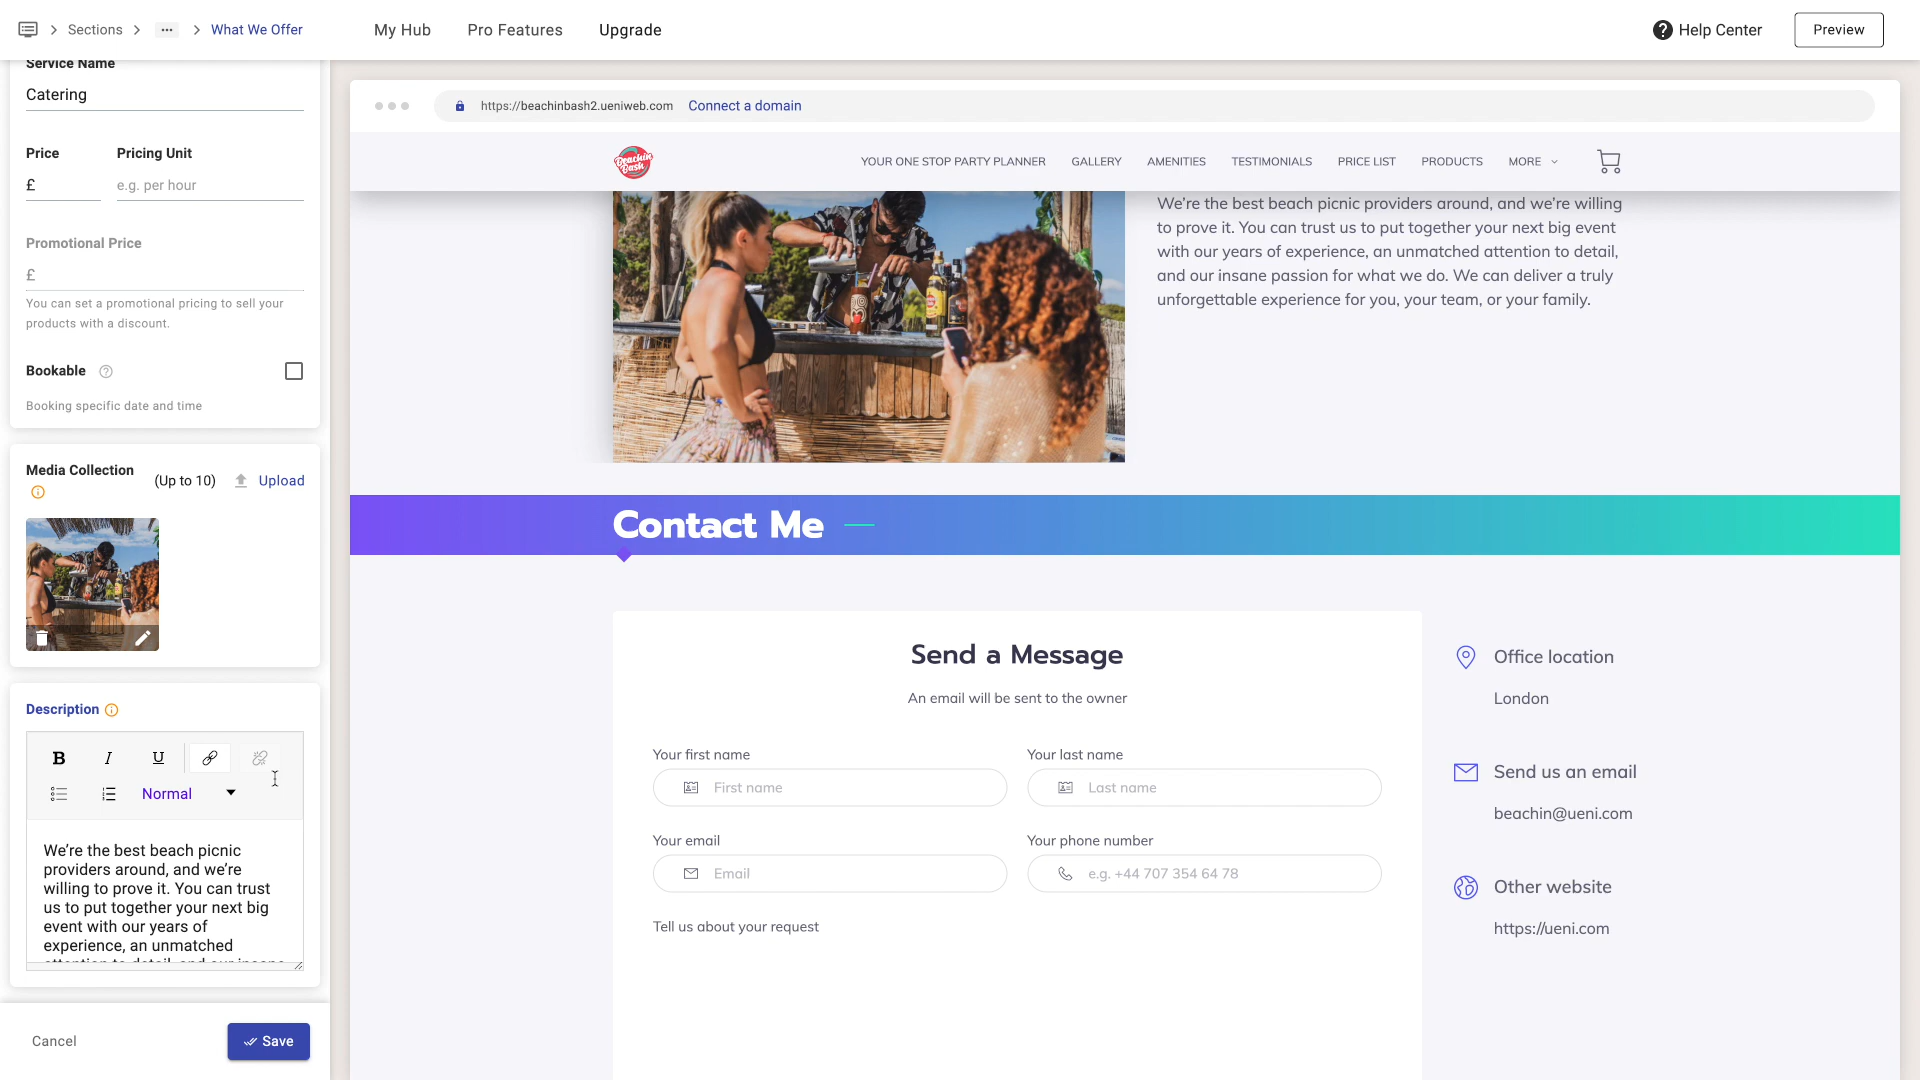 Sections
...
What We Offer
My Hub
Pro Features
Upgrade
Help Center
Preview
Service Name
Catering
Price
Pricing Unit
£
e.g. per hour
Promotional Price
£
You can set a promotional pricing to sell your
products with a discount.
Bookable
Booking specific date and time
Media Collection
(Up to 10)
Upload
Description
B
I
U
Normal
We’re the best beach picnic
providers around, and we’re
willing to prove it. You can trust
us to put together your next big
event with our years of
experience, an unmatched
attention to detail, and our insane
Cancel
Save
https://beachinbash2.ueniweb.com
Connect a domain
Beachin
Bash
YOUR ONE STOP PARTY PLANNER
GALLERY
AMENITIES
TESTIMONIALS
PRICE LIST
PRODUCTS
MORE
We’re the best beach picnic providers around, and we’re willing
to prove it. You can trust us to put together your next big event
with our years of experience, an unmatched attention to detail,
and our insane passion for what we do. We can deliver a truly
unforgettable experience for you, your team, or your family.
Contact Me
Send a Message
An email will be sent to the owner
Your first name
Your last name
First name
Last name
Your email
Your phone number
Email
e.g. +44 707 354 64 78
Tell us about your request
Office location
London
Send us an email
beachin@ueni.com
Other website
https://ueni.com